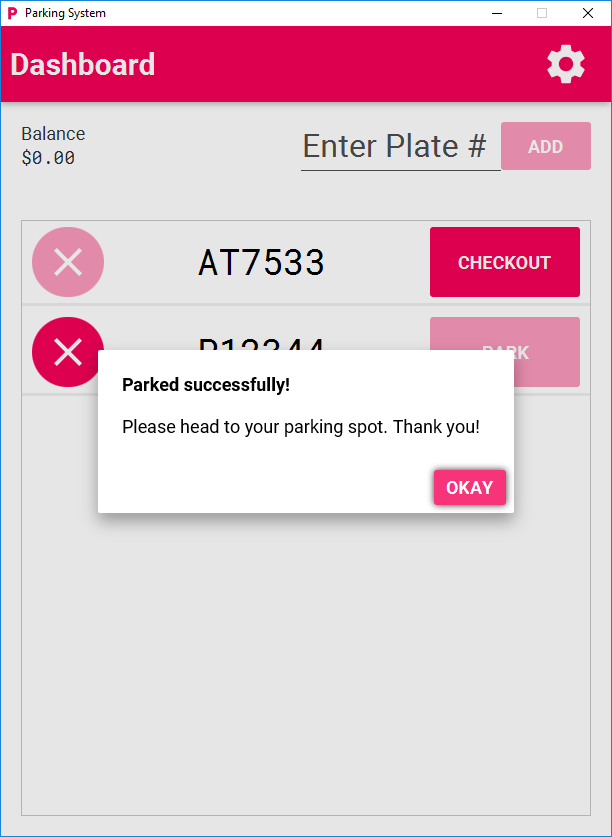 P Parking System
Dashboard
Balance
$0.00
Enter Plate #
ADD
AT7533
CHECKOUT
PARK
Parked successfully!
Please head to your parking spot. Thank you!
OKAY